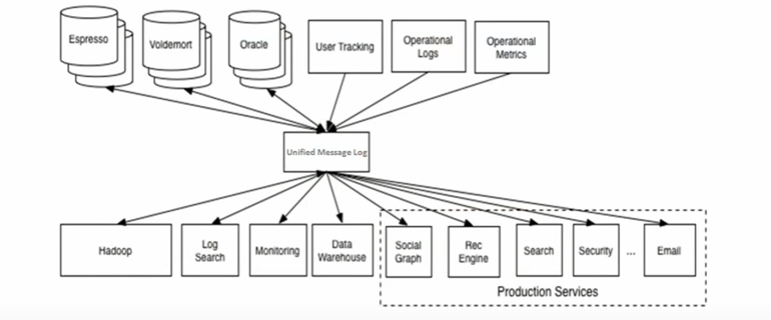 Espresso
Voldemort
Oracle
User Tracking
Operational
Logs
Operational
Metrics
Unified Message Log
Hadoop
Log
Search
Monitoring
Data
Warehouse
Social
Graph
Rec
Engine
Search
Security
...
Email
Production Services